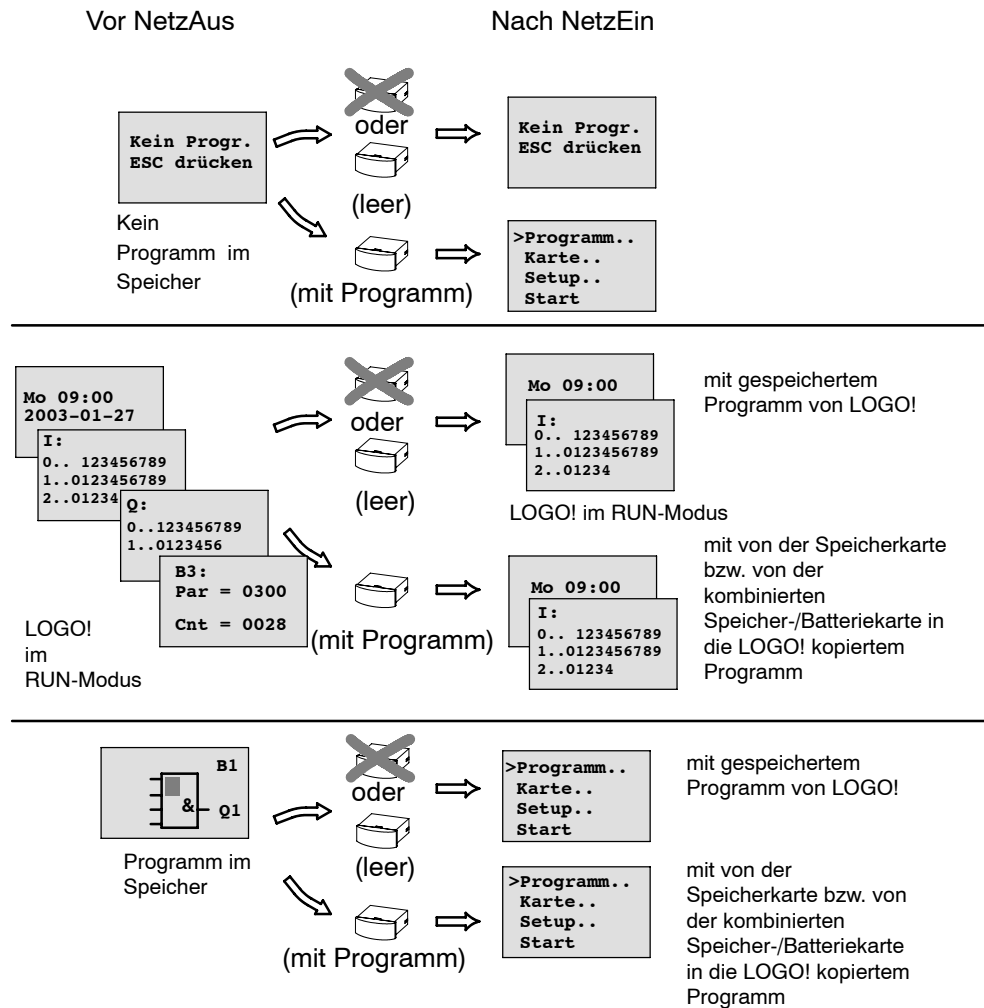 Vor NetzAus
Nach NetzEin
Kein Progr.
ESC drücken
Kein
Programm im
Speicher
oder
(leer)
(mit Programm)
Kein Progr.
ESC drücken
>Programm..
Karte..
Setup..
Start
Mo 09:00
2003-01-27
I:
0.. 123456789
1..0123456789
2..01234
Q:
0..123456789
1..0123456
B3:
Par = 0300
Cnt = 0028
LOGO!
im
RUN-Modus
oder
(leer)
(mit Programm)
Mo 09:00
I:
0.. 123456789
1..0123456789
2..01234
LOGO! im RUN-Modus
mit gespeichertem
Programm von LOGO!
Mo 09:00
I:
0.. 123456789
1..0123456789
2..01234
mit von der Speicherkarte
bzw. von der
kombinierten
Speicher-/Batteriekarte in
die LOGO! kopiertem
Programm
B1
&
Q1
Programm im
Speicher
oder
(leer)
(mit Programm)
>Programm..
Karte..
Setup..
Start
mit gespeichertem
Programm von LOGO!
>Programm..
Karte..
Setup..
Start
mit von der
Speicherkarte bzw. von
der kombinierten
Speicher-/Batteriekarte
in die LOGO! kopiertem
Programm